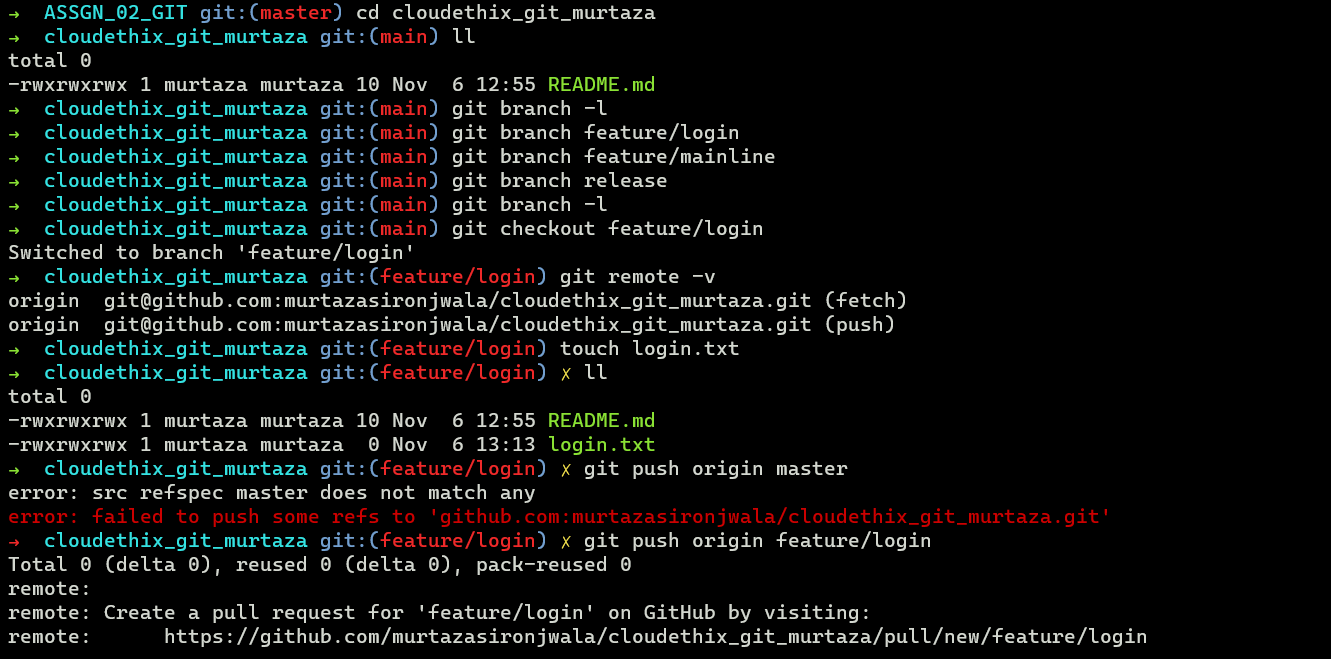 →  ASSGN_02_GIT git:(master) cd cloudethix_git_murtaza
→  cloudethix_git_murtaza git:(main) ll
total 0
-rwxrwxrwx 1 murtaza murtaza 10 Nov  6 12:55 README.md
→  cloudethix_git_murtaza git:(main) git branch -l
→  cloudethix_git_murtaza git:(main) git branch feature/login
→  cloudethix_git_murtaza git:(main) git branch feature/mainline
→  cloudethix_git_murtaza git:(main) git branch release
→  cloudethix_git_murtaza git:(main) git branch -l
→  cloudethix_git_murtaza git:(main) git checkout feature/login
Switched to branch 'feature/login'
→  cloudethix_git_murtaza git:(feature/login) git remote -v
origin  git@github.com:murtazasironjwala/cloudethix_git_murtaza.git (fetch)
origin  git@github.com:murtazasironjwala/cloudethix_git_murtaza.git (push)
→  cloudethix_git_murtaza git:(feature/login) touch login.txt
→  cloudethix_git_murtaza git:(feature/login) ✗ ll
total 0
-rwxrwxrwx 1 murtaza murtaza 10 Nov  6 12:55 README.md
-rwxrwxrwx 1 murtaza murtaza  0 Nov  6 13:13 login.txt
→  cloudethix_git_murtaza git:(feature/login) ✗ git push origin master
error: src refspec master does not match any
error: failed to push some refs to 'github.com:murtazasironjwala/cloudethix_git_murtaza.git'
→  cloudethix_git_murtaza git:(feature/login) ✗ git push origin feature/login
Total 0 (delta 0), reused 0 (delta 0), pack-reused 0
remote:
remote: Create a pull request for 'feature/login' on GitHub by visiting:
remote:      https://github.com/murtazasironjwala/cloudethix_git_murtaza/pull/new/feature/login